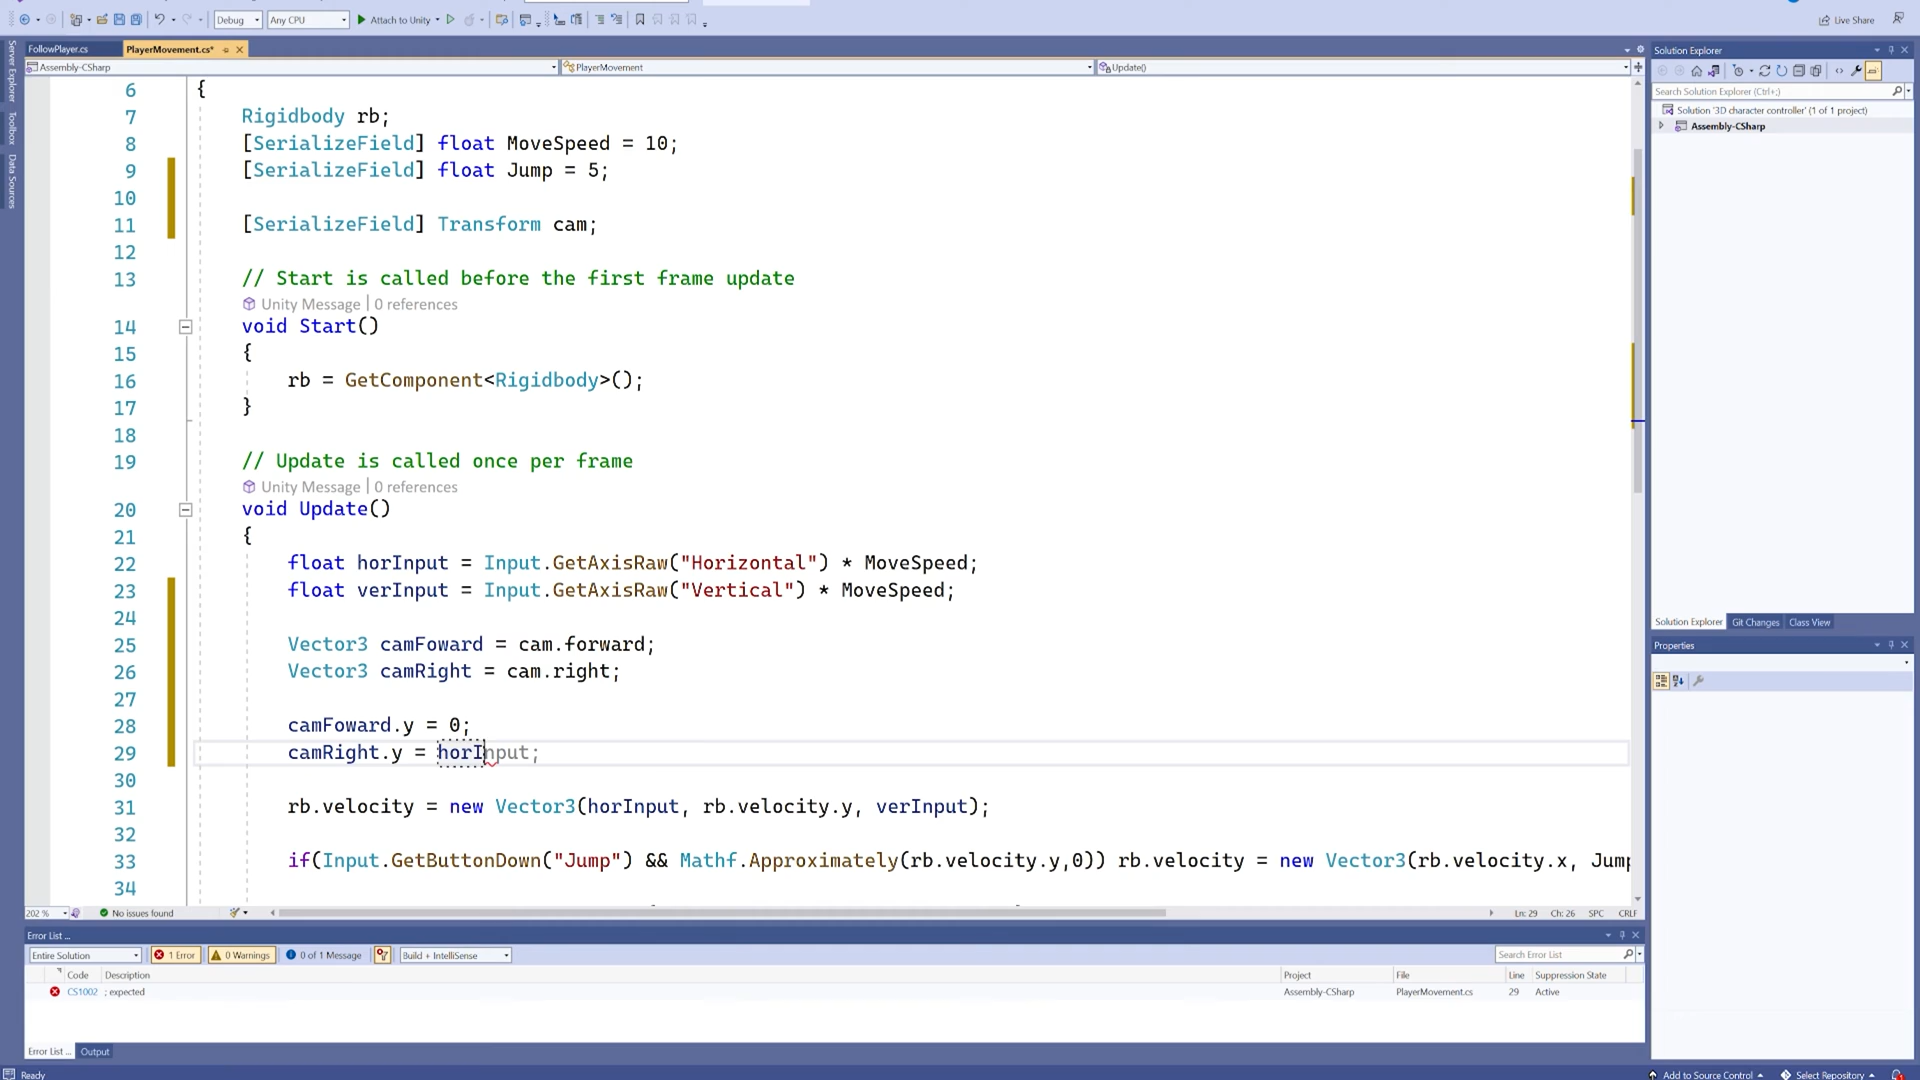 Debug
Any CPU
Attach to Unity
Live Share
FollowPlayer.cs
PlayerMovement.cs*
Assembly-CSharp
PlayerMovement
Update()
Server Explorer
Toolbox
Data Sources
6 {
7 Rigidbody rb;
8 [SerializeField] float MoveSpeed = 10;
9 [SerializeField] float Jump = 5;
10
11 [SerializeField] Transform cam;
12
13 // Start is called before the first frame update
Unity Message | 0 references
14 void Start()
15 {
16 rb = GetComponent<Rigidbody>();
17 }
18
19 // Update is called once per frame
Unity Message | 0 references
20 void Update()
21 {
22 float horInput = Input.GetAxisRaw("Horizontal") * MoveSpeed;
23 float verInput = Input.GetAxisRaw("Vertical") * MoveSpeed;
24
25 Vector3 camFoward = cam.forward;
26 Vector3 camRight = cam.right;
27
28 camFoward.y = 0;
29 camRight.y = horInput;
30
31 rb.velocity = new Vector3(horInput, rb.velocity.y, verInput);
32
33 if(Input.GetButtonDown("Jump") && Mathf.Approximately(rb.velocity.y,0)) rb.velocity = new Vector3(rb.velocity.x, Jump
34
202 %
No issues found
Ln: 29
Ch: 26
SPC
CRLF
Error List ...
Entire Solution
1 Error
0 Warnings
0 of 1 Message
Build + IntelliSense
Search Error List
Code
Description
Project
File
Line
Suppression State
CS1002
; expected
Assembly-CSharp
PlayerMovement.cs
29
Active
Error List ...
Output
Ready
Add to Source Control
Select Repository
Solution Explorer
Search Solution Explorer (Ctrl+;)
Solution '3D character controller' (1 of 1 project)
Assembly-CSharp
Solution Explorer
Git Changes
Class View
Properties